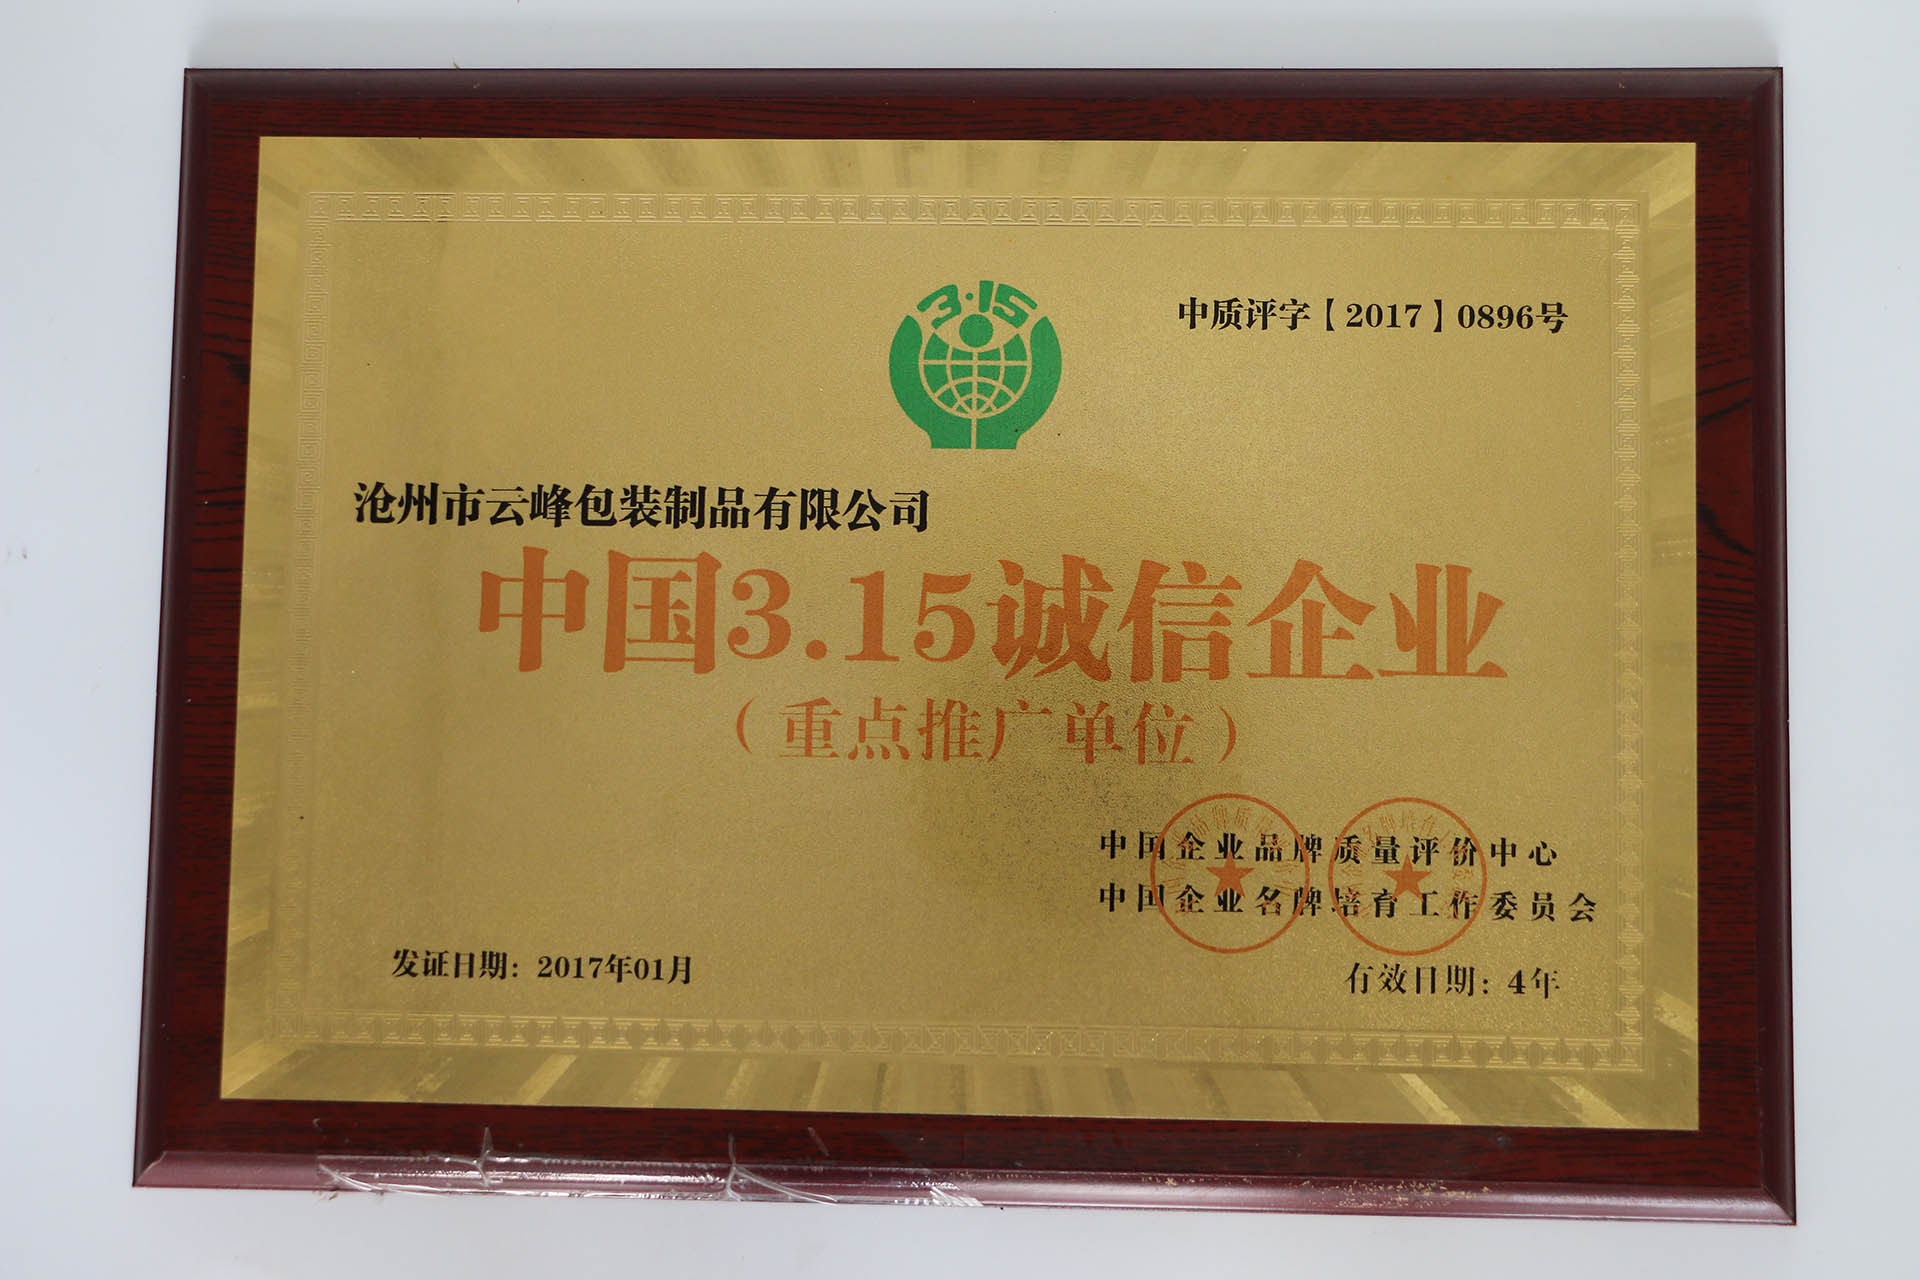 3·15
中质评字【2017】0896号
沧州市云峰包装制品有限公司
中国3.15诚信企业
（重点推广单位）
中国企业品牌质量评价中心
中国企业名牌培育工作委员会
发证日期：2017年01月
有效日期：4年